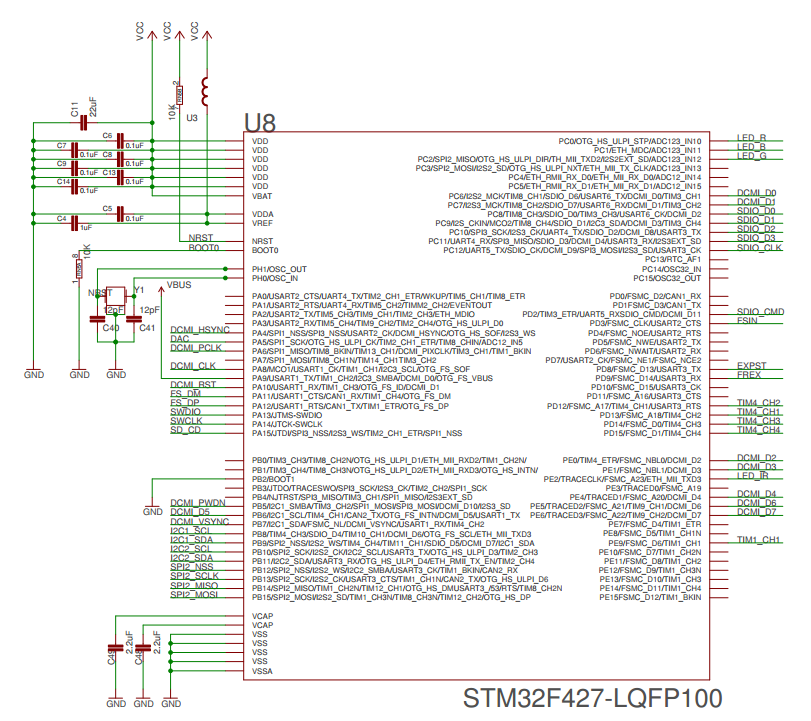 VCC
VCC
VCC
C11
22uF
10K
2
U3
U8
C6
C7
0.1uF
0.1uF
C8
C9
0.1uF
0.1uF
C13
C14
0.1uF
0.1uF
C5
C4
0.1uF
1uF
NRST
BOOT0
10K
8
1
NRST
Y1
12pF
12pF
C40
C41
VBUS
GND
GND
GND
VDD
VDD
VDD
VDD
VDD
VDD
VBAT
VDDA
VREF
NRST
BOOT0
PH1/OSC_OUT
PH0/OSC_IN
PA0/USART2_CTS/UART4_TX/TIM2_CH1_ETR/WKUP/TIM5_CH1/TIM8_ETR
PA1/USART2_RTS/UART4_RX/TIM5_CH2/TIMM2_CH2/EVENTOUT
PA2/USART2_TX/TIM5_CH3/TIM9_CH1/TIM2_CH3/ETH_MDIO
PA3/USART2_RX/TIM5_CH4/TIM9_CH2/TIM2_CH4/OTG_HS_ULPI_D0
DCMI_HSYNC PA4/SPI1_NSS/SPI3_NSS/USART2_CK/DCMI_HSYNC/OTG_HS_SOF/I2S3_WS
DAC PA5/SPI1_SCK/OTG_HS_ULPI_CK/TIM2_CH1_ETR/TIM8_CHIN/ADC12_IN5
DCMI_PCLK PA6/SPI1_MISO/TIM8_BKIN/TIM13_CH1/DCMI_PIXCLK/TIM3_CH1/TIM1_BKIN
PA7/SPI1_MOSI/TIM8_CH1N/TIM14_CH1TIM3_CH2
DCMI_CLK PA8/MCO1/USART1_CK/TIM1_CH1/I2C3_SCL/OTG_FS_SOF
PA9/USART1_TX/TIM1_CH2/I2C3_SMBA/DCMI_D0/OTG_FS_VBUS
DCMI_RST PA10/USART1_RX/TIM1_CH3/OTG_FS_ID/DCMI_D1
FS_DM PA11/USART1_CTS/CAN1_RX/TIM1_CH4/OTG_FS_DM
FS_DP PA12/USART1_RTS/CAN1_TX/TIM1_ETR/OTG_FS_DP
SWDIO PA13/JTMS-SWDIO
SWCLK PA14/JTCK-SWCLK
SD_CD PA15/JTDI/SPI3_NSS/I2S3_WS/TIM2_CH1_ETR/SPI1_NSS
PB0/TIM3_CH3/TIM8_CH2N/OTG_HS_ULPI_D1/ETH_MII_RXD2/TIM1_CH2N/
PB1/TIM3_CH4/TIM8_CH3N/OTG_HS_ULPI_D2/ETH_MII_RXD3/OTG_HS_INTN/
PB2/BOOT1
PB3/JTDO/TRACESWO/SPI3_SCK/I2S3_CK/TIM2_CH2/SPI1_SCK
GND
PB4/NJTRST/SPI3_MISO/TIM3_CH1/SPI1_MISO/I2S3EXT_SD
DCMI_PWDN PB5/I2C1_SMBA/TIM3_CH2/SPI1_MOSI/SPI3_MOSI/DCMI_D10/I2S3_SD
DCMI_D5 PB6/I2C1_SCL/TIM4_CH1/CAN2_TX/OTG_FS_INTN/DCMI_D5/USART1_TX
DCMI_VSYNC PB7/I2C1_SDA/FSMC_NL/DCMI_VSYNC/USART1_RX/TIM4_CH2
I2C1_SCL PB8/TIM4_CH3/SDIO_D4/TIM10_CH1/DCMI_D6/OTG_FS_SCL/ETH_MII_TXD3
I2C1_SDA PB9/SPI2_NSS/I2S2_WS/TIM4_CH4/TIM11_CH1/SDIO_D5/DCMI_D7/I2C1_SDA
I2C2_SCL PB10/SPI2_SCK/I2S2_CK/I2C2_SCL/USART3_TX/OTG_HS_ULPI_D3/TIM2_CH3
I2C2_SDA PB11/I2C2_SDA/USART3_RX/OTG_HS_ULPI_D4/ETH_RMII_TX_EN/TIM2_CH4
SPI2_NSS PB12/SPI2_NSS/I2S2_WS/I2C2_SMBA/USART3_CK/TIM1_BKIN/CAN2_RX
SPI2_SCLK PB13/SPI2_SCK/I2S2_CK/USART3_CTS/TIM1_CH1N/CAN2_TX/OTG_HS_ULPI_D6
SPI2_MISO PB14/SPI2_MISO/TIM1_CH2N/TIM12_CH1/OTG_HS_DMUSART3_/53/RTS/TIM8_CH2N
SPI2_MOSI PB15/SPI2_MOSI/I2S2_SD/TIM1_CH3N/TIM8_CH3N/TIM12_CH2/OTG_HS_DP
VCAP
VCAP
VSS
VSS
VSS
VSS
VSSA
2.2uF
2.2uF
GND
GND
GND
PC0/OTG_HS_ULPI_STP/ADC123_IN10 LED_R
PC1/ETH_MDC/ADC123_IN11 LED_B
PC2/SPI2_MISO/OTG_HS_ULPI_DIR/TH_MII_TXD2/I2S2EXT_SD/ADC123_IN12 LED_G
PC3/SPI2_MOSI/I2S2_SD/OTG_HS_ULPI_NXT/ETH_MII_TX_CLK/ADC123_IN13
PC4/ETH_RMII_RX_D0/ETH_MII_RX_D0/ADC12_IN14
PC5/ETH_RMII_RX_D1/ETH_MII_RX_D1/ADC12_IN15
PC6/I2S2_MCK/TIM8_CH1/SDIO_D6/USART6_TX/DCMI_D0/TIM3_CH1 DCMI_D0
PC7/I2S3_MCK/TIM8_CH2/SDIO_D7/USART6_RX/DCMI_D1/TIM3_CH2 DCMI_D1
PC8/TIM8_CH3/SDIO_D0/TIM3_CH3/USART6_CK/DCMI_D2 SDIO_D0
PC9/I2S_CKIN/MCO2/TIM8_CH4/SDIO_D1/I2C3_SDA/DCMI_D3/TIM3_CH4 SDIO_D1
PC10/SPI3_SCK/I2S3_CK/UART4_TX/SDIO_D2/DCMI_D8/USART3_TX SDIO_D2
PC11/UART4_RX/SPI3_MISO/SDIO_D3/DCMI_D4/USART3_RX/I2S3EXT_SD SDIO_D3
PC12/UART5_TX/SDIO_CK/DCMI_D9/SPI3_MOSI/I2S3_SD/USART3_CK SDIO_CLK
PC13/RTC_AF1
PC14/OSC32_IN
PC15/OSC32_OUT
PD0/FSMC_D2/CAN1_RX
PD1/FSMC_D3/CAN1_TX
PD2/TIM3_ETR/UART5_RXSDIO_CMD/DCMI_D11 SDIO_CMD
PD3/FSMC_CLK/USART2_CTS FSIN
PD4/FSMC_NOE/USART2_RTS
PD5/FSMC_NWE/USART2_TX
PD6/FSMC_NWAIT/USART2_RX
PD7/USART2_CK/FSMC_NE1/FSMC_NCE2
PD8/FSMC_D13/USART3_TX EXPST
PD9/FSMC_D14/USART3_RX FREX
PD10/FSMC_D15/USART3_CK
PD11/FSMC_A16/USART3_CTS
PD12/FSMC_A17/TIM4_CH1/USART3_RTS TIM4_CH2
PD13/FSMC_A18/TIM4_CH2 TIM4_CH1
PD14/FSMC_D0/TIM4_CH3 TIM4_CH3
PD15/FSMC_D1/TIM4_CH4 TIM4_CH4
PE0/TIM4_ETR/FSMC_NBL0/DCMI_D2 DCMI_D2
PE1/FSMC_NBL1/DCMI_D3 DCMI_D3
PE2/TRACECLK/FSMC_A23/ETH_MII_TXD3 LED_IR
PE3/TRACED0/FSMC_A19
PE4/TRACED1/FSMC_A20/DCMI_D4 DCMI_D4
PE5/TRACED2/FSMC_A21/TIM9_CH1/DCMI_D6 DCMI_D6
PE6/TRACED3/FSMC_A22/TIM9_CH2/DCMI_D7 DCMI_D7
PE7/FSMC_D4/TIM1_ETR
PE8/FSMC_D5/TIM1_CH1N
PE9/FSMC_D6/TIM1_CH1 TIM1_CH1
PE10/FSMC_D7/TIM1_CH2N
PE11/FSMC_D8/TIM1_CH2
PE12/FSMC_D9/TIM1_CH3N
PE13/FSMC_D10/TIM1_CH3
PE14/FSMC_D11/TIM1_CH4
PE15/FSMC_D12/TIM1_BKIN
STM32F427-LQFP100